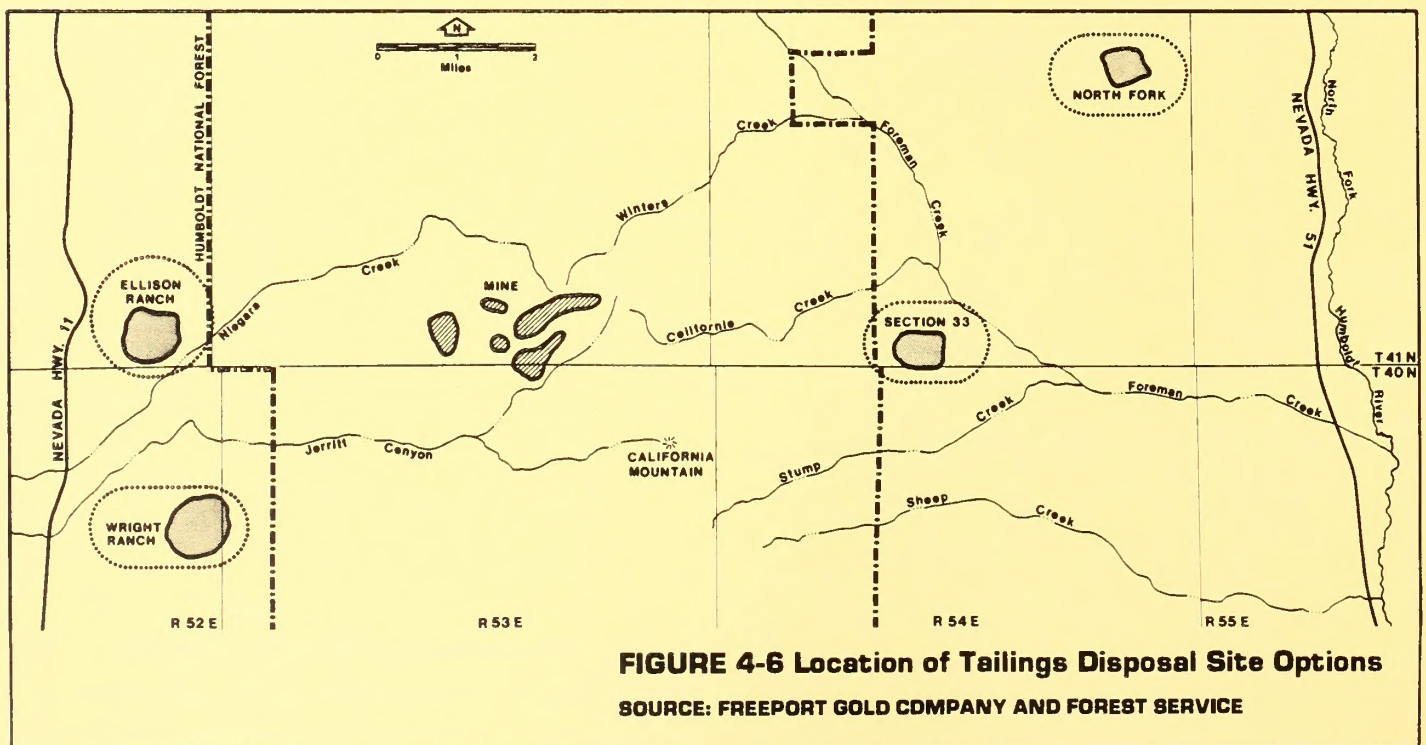 N
0 1 2
Miles
HUMBOLDT NATIONAL FOREST
NORTH FORK
NEVADA HWY. 51
North Fork Humboldt River
Creek
Foreman
Creek
Winters
ELLISON
RANCH
Creek
Niagara
MINE
Creek
California
SECTION 33
NEVADA HWY. 11
T 41 N
T 40 N
Foreman
Creek
Creek
Stump
Jerritt Canyon
CALIFORNIA
MOUNTAIN
Sheep
Creek
WRIGHT
RANCH
R 52 E
R 53 E
R 54 E
R 55 E
FIGURE 4-6 Location of Tailings Disposal Site Options
SOURCE: FREEPORT GOLD COMPANY AND FOREST SERVICE